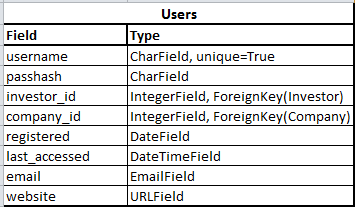 Users
Field Type
username CharField, unique=True
passhash CharField
investor_id IntegerField, ForeignKey(Investor)
company_id IntegerField, ForeignKey(Company)
registered DateField
last_accessed DateTimeField
email EmailField
website URLField